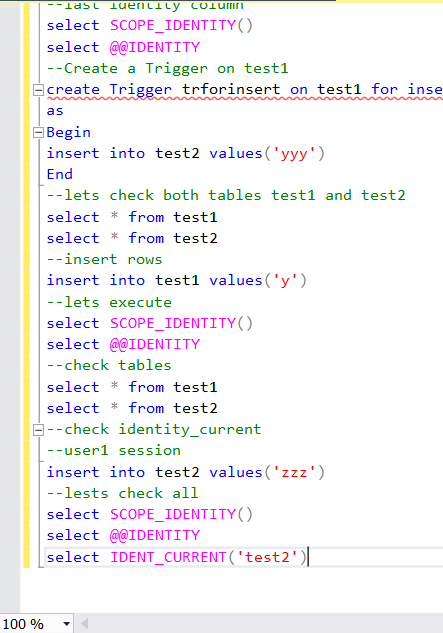 --last identity column
select SCOPE_IDENTITY()
select @@IDENTITY
--Create a Trigger on test1
create Trigger trforinsert on test1 for inse
as
Begin
insert into test2 values('yyy')
End
--lets check both tables test1 and test2
select * from test1
select * from test2
--insert rows
insert into test1 values('y')
--lets execute
select SCOPE_IDENTITY()
select @@IDENTITY
--check tables
select * from test1
select * from test2
--check identity_current
--user1 session
insert into test2 values('zzz')
--lests check all
select SCOPE_IDENTITY()
select @@IDENTITY
select IDENT_CURRENT('test2')
100 %